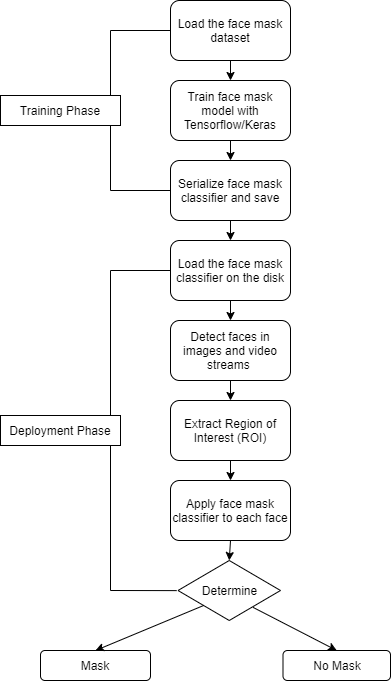 Load the face mask
dataset
Training Phase
Train face mask
model with
Tensorflow/Keras
Serialize face mask
classifier and save
Load the face mask
classifier on the disk
Detect faces in
images and video
streams
Deployment Phase
Extract Region of
Interest (ROI)
Apply face mask
classifier to each face
Determine
Mask
No Mask